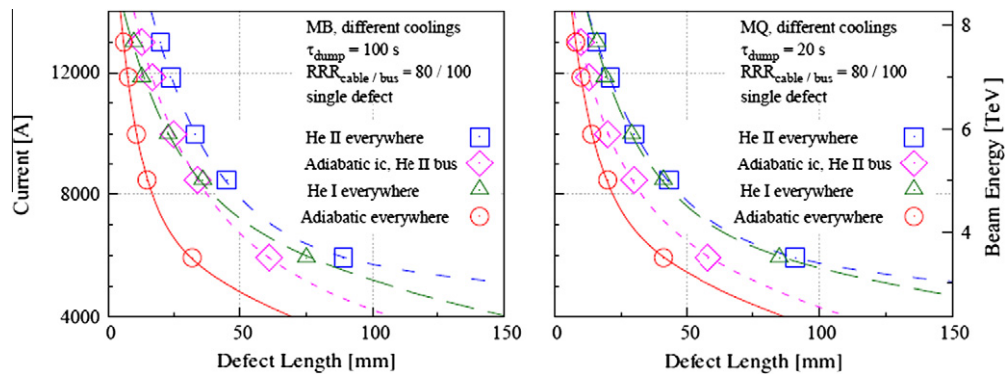 MB, different coolings
τdump = 100 s
RRRcable / bus = 80 / 100
single defect
He II everywhere
Adiabatic ic, He II bus
He I everywhere
Adiabatic everywhere
12000
8000
4000
Current [A]
0 50 100 150
Defect Length [mm]
MQ, different coolings
τdump = 20 s
RRRcable / bus = 80 / 100
single defect
He II everywhere
Adiabatic ic, He II bus
He I everywhere
Adiabatic everywhere
8
6
4
Beam Energy [TeV]
0 50 100 150
Defect Length [mm]